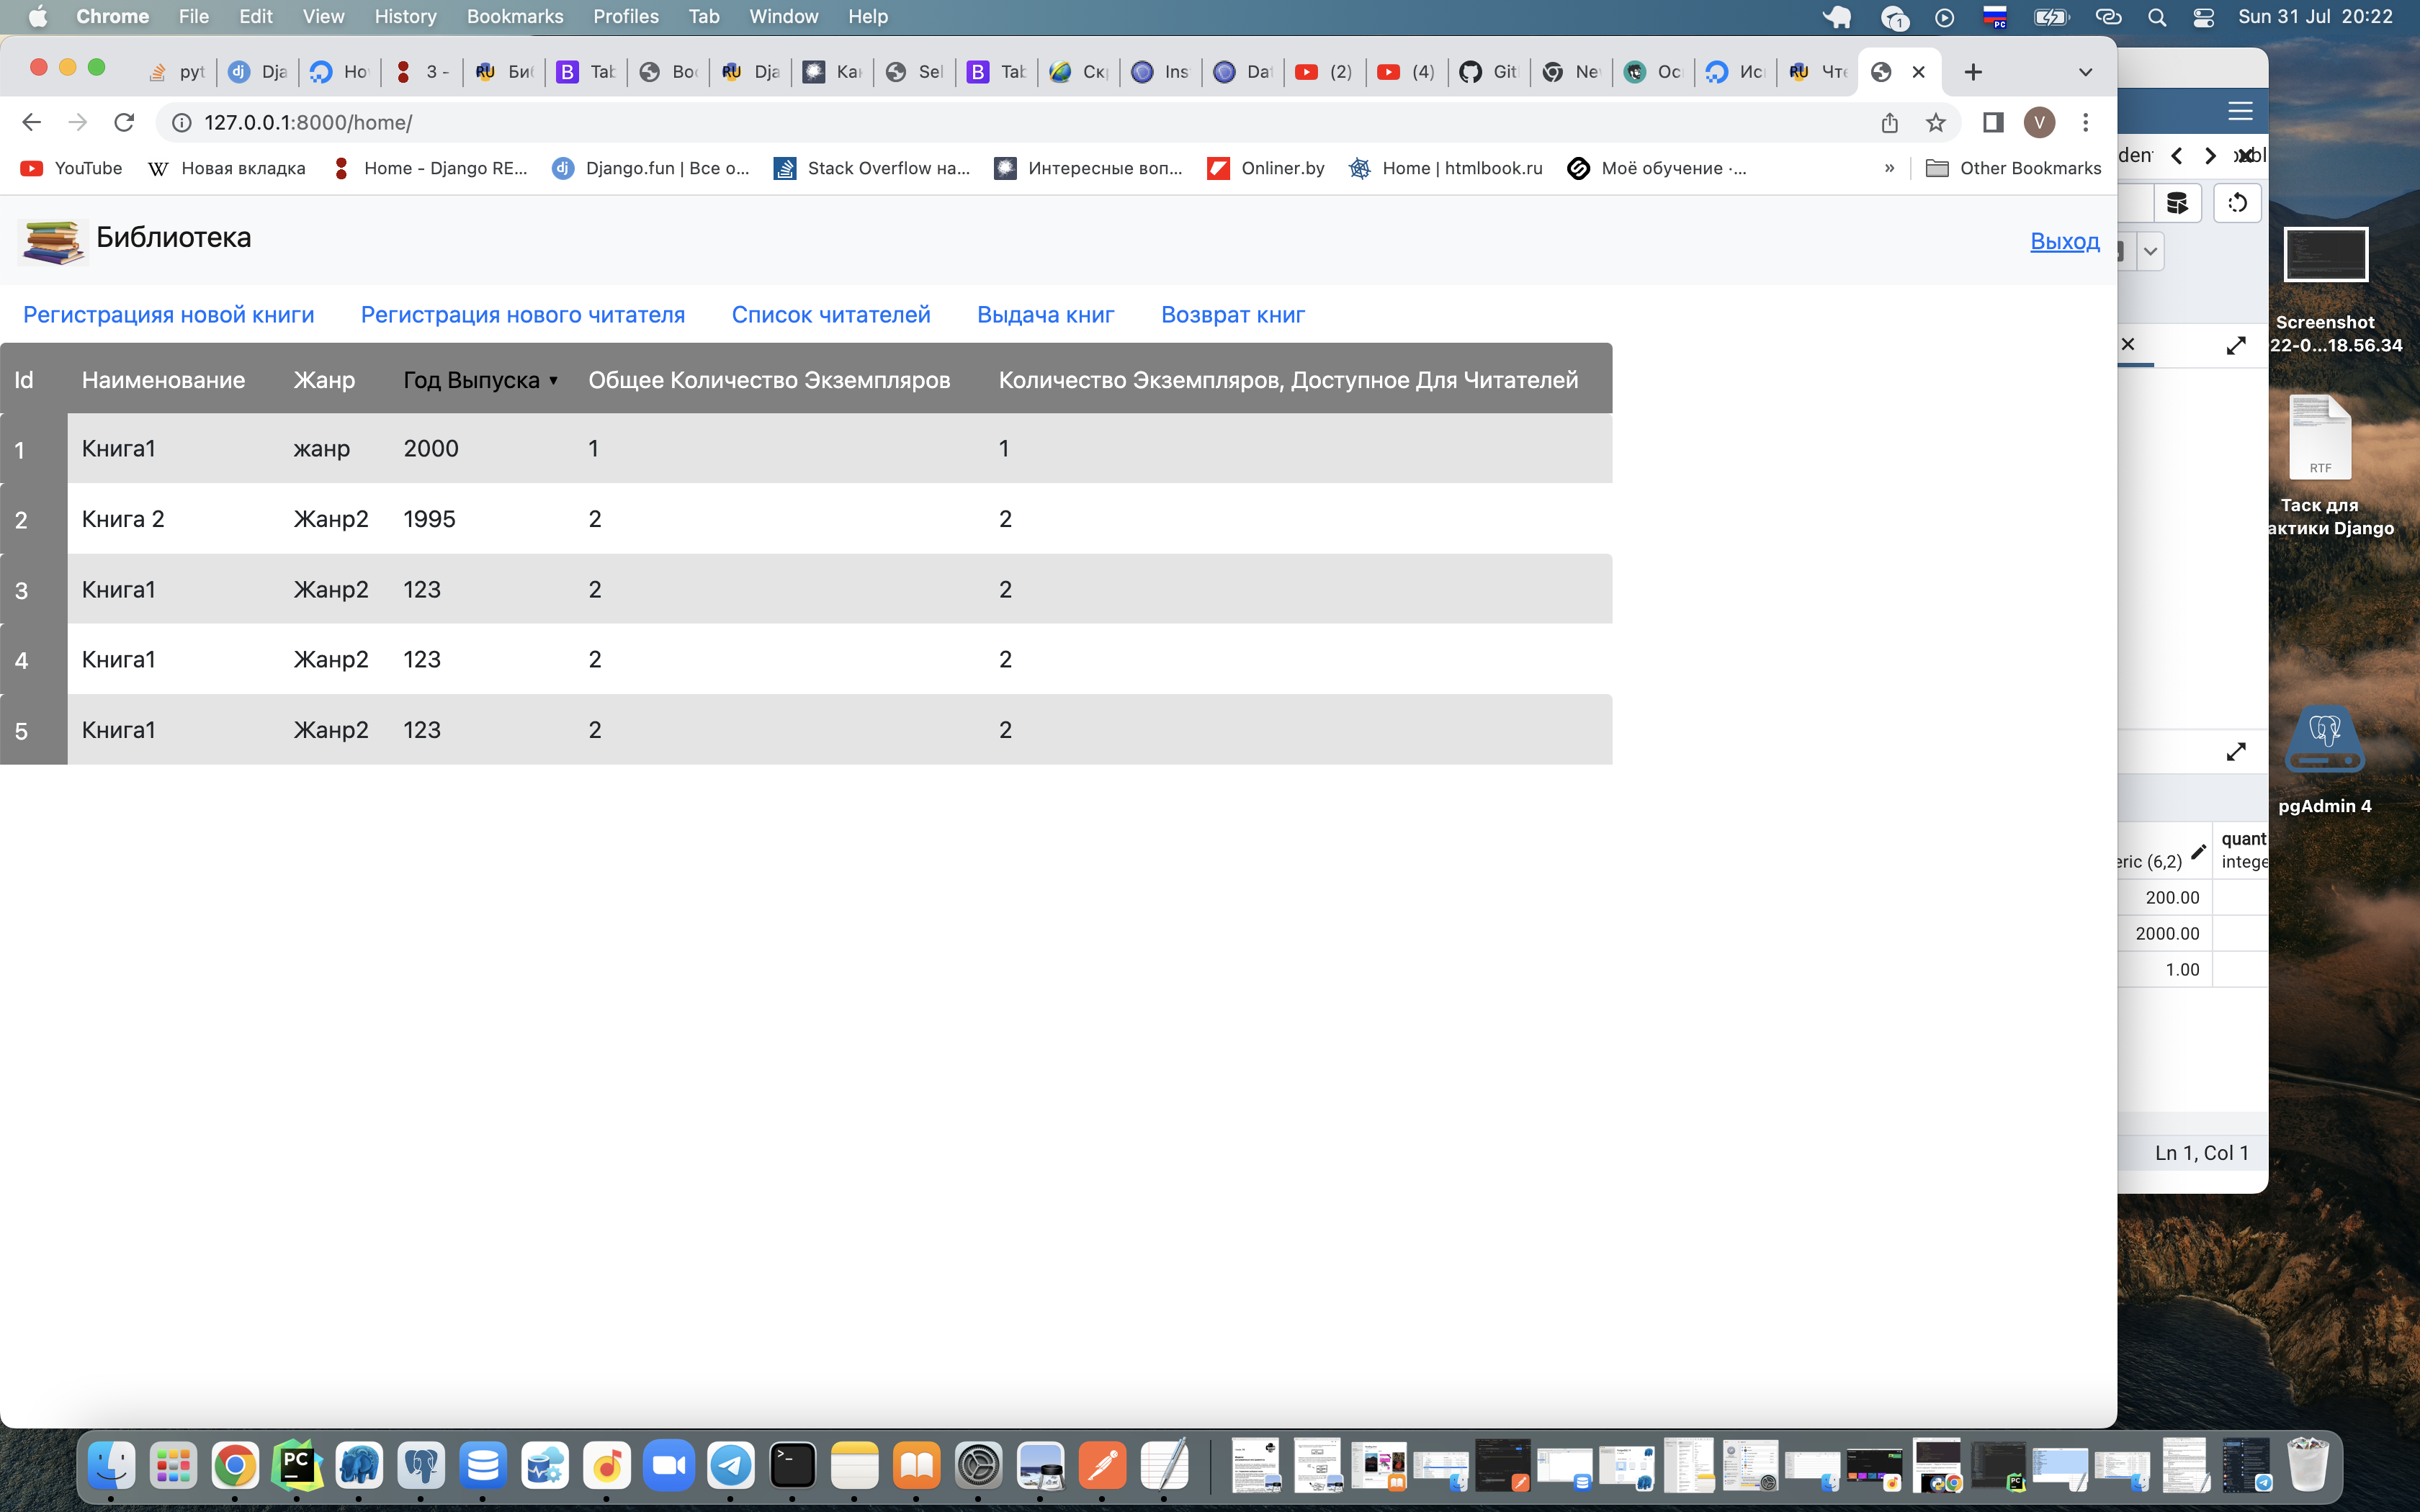 Chrome File Edit View History Bookmarks Profiles Tab Window Help 1 PC Sun 31 Jul 20:22
pyt Dja Ho 3 - Би Tab Вос Dja Ка Sel Tab Ск Ins Da (2) (4) Git Ne Ос Ис Чте
127.0.0.1:8000/home/ V
YouTube Новая вкладка Home - Django RE... Django.fun | Все о... Stack Overflow на... Интересные воп... Onliner.by Home | htmlbook.ru Моё обучение ·... » Other Bookmarks
Библиотека Выход
Регистрацияя новой книги Регистрация нового читателя Список читателей Выдача книг Возврат книг
Id Наименование Жанр Год Выпуска ▼ Общее Количество Экземпляров Количество Экземпляров, Доступное Для Читателей
1 Книга1 жанр 2000 1 1
2 Книга 2 Жанр2 1995 2 2
3 Книга1 Жанр2 123 2 2
4 Книга1 Жанр2 123 2 2
5 Книга1 Жанр2 123 2 2
den
Screenshot
22-0...18.56.34
RTF
Таск для
актики Django
pgAdmin 4
quant
eric (6,2) intege
200.00
2000.00
1.00
Ln 1, Col 1
PC